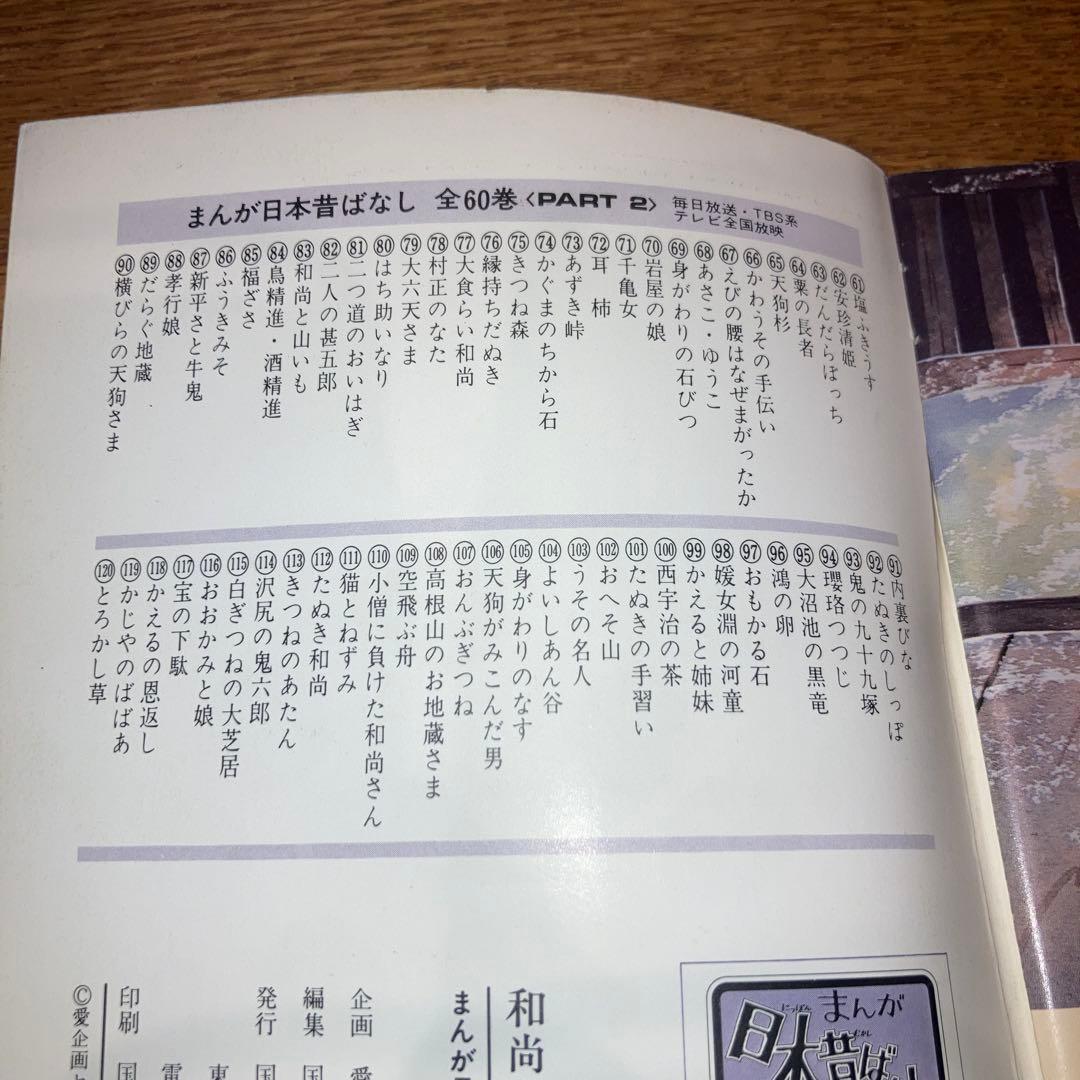 まんが日本昔ばなし 全60巻〈PART 2〉
毎日放送・TBS系
テレビ全国放映
61塩ふきうす
62安珍清姫
63だんだらぼっち
64粟の長者
65天狗杉
66かわうその手伝い
67えびの腰はなぜまがったか
68あさこ・ゆうこ
69身がわりの石びつ
70岩屋の娘
71千亀女
72耳柿
73あずき峠
74かぐまのちから石
75きつね森
76縁持ちだぬき
77大食らい和尚
78村正のなた
79大六天さま
80はち助いなり
81二つ道のおいはぎ
82二人の甚五郎
83和尚と山いも
84鳥精進・酒精進
85福ざさ
86ふうきみそ
87新平さと牛鬼
88孝行娘
89だらぐ地蔵
90横びらの天狗さま
91内裏びな
92たぬきのしっぽ
93鬼の九十九塚
94瓔珞つつじ
95大沼池の黒竜
96鴻の卵
97おもかる石
98媛女淵の河童
99かえると姉妹
100西宇治の茶
101たぬきの手習い
102おへそ山
103うその名人
104よいしあん谷
105身がわりのなす
106天狗がみこんだ男
107おんぶぎつね
108高根山のお地蔵さま
109空飛ぶ舟
110小僧に負けた和尚さん
111猫とねずみ
112たぬき和尚
113きつねのあたん
114沢尻の鬼六郎
115白ぎつねの大芝居
116おおかみと娘
117宝の下駄
118かえるの恩返し
119かじやのばばあ
120とろかし草
まんが
にっぽん
日本昔ば
むかし
和尚
まんが
企画 愛
編集 国
発行 国
東
電
印刷 国
©愛企画